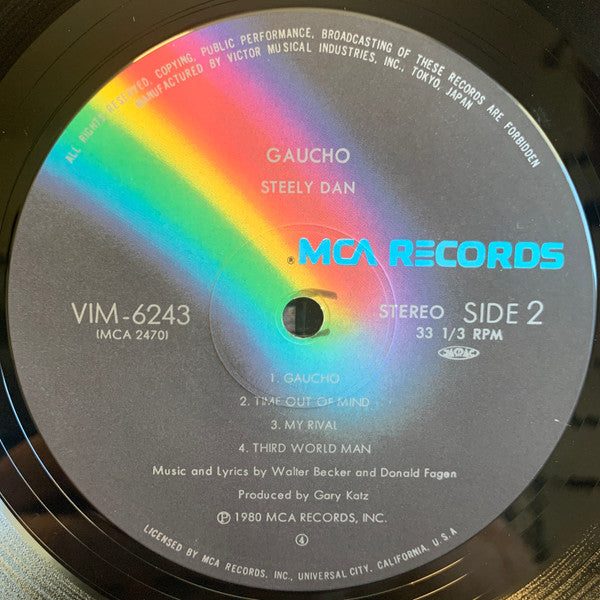 ALL RIGHTS RESERVED, COPYING, PUBLIC PERFORMANCE, BROADCASTING OF THESE RECORDS ARE FORBIDDEN
MANUFACTURED BY VICTOR MUSICAL INDUSTRIES, INC., TOKYO, JAPAN
GAUCHO
STEELY DAN
® MCA RECORDS
VIM-6243
(MCA 2470)
STEREO SIDE 2
33 1/3 RPM
1. GAUCHO
2. TIME OUT OF MIND
3. MY RIVAL
4. THIRD WORLD MAN
Music and Lyrics by Walter Becker and Donald Fagen
Produced by Gary Katz
℗ 1980 MCA RECORDS, INC.
④
LICENSED BY MCA RECORDS, INC., UNIVERSAL CITY, CALIFORNIA, U.S.A